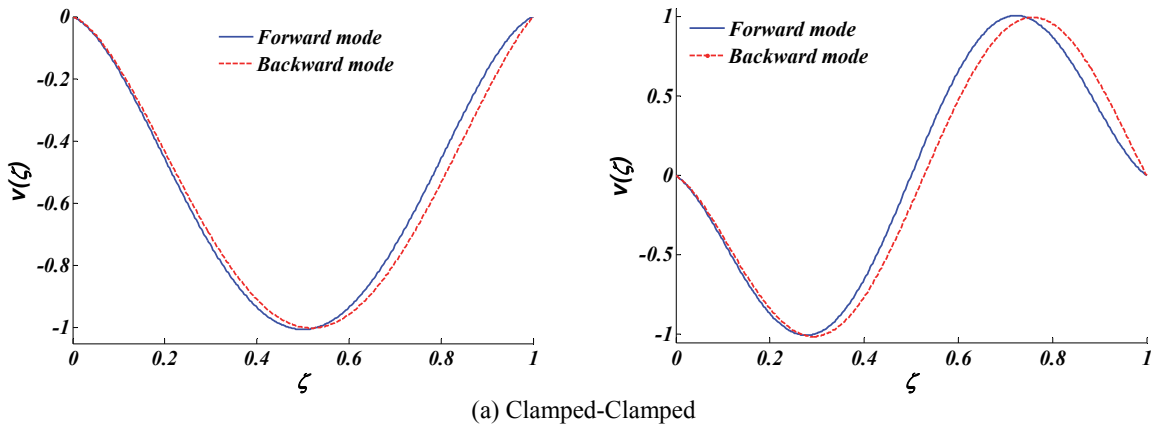 0
-0.2
-0.4
-0.6
-0.8
-1
v(ζ)
Forward mode
Backward mode
0 0.2 0.4 0.6 0.8 1
ζ
1
0.5
0
-0.5
-1
v(ζ)
Forward mode
Backward mode
0 0.2 0.4 0.6 0.8 1
ζ
(a) Clamped-Clamped